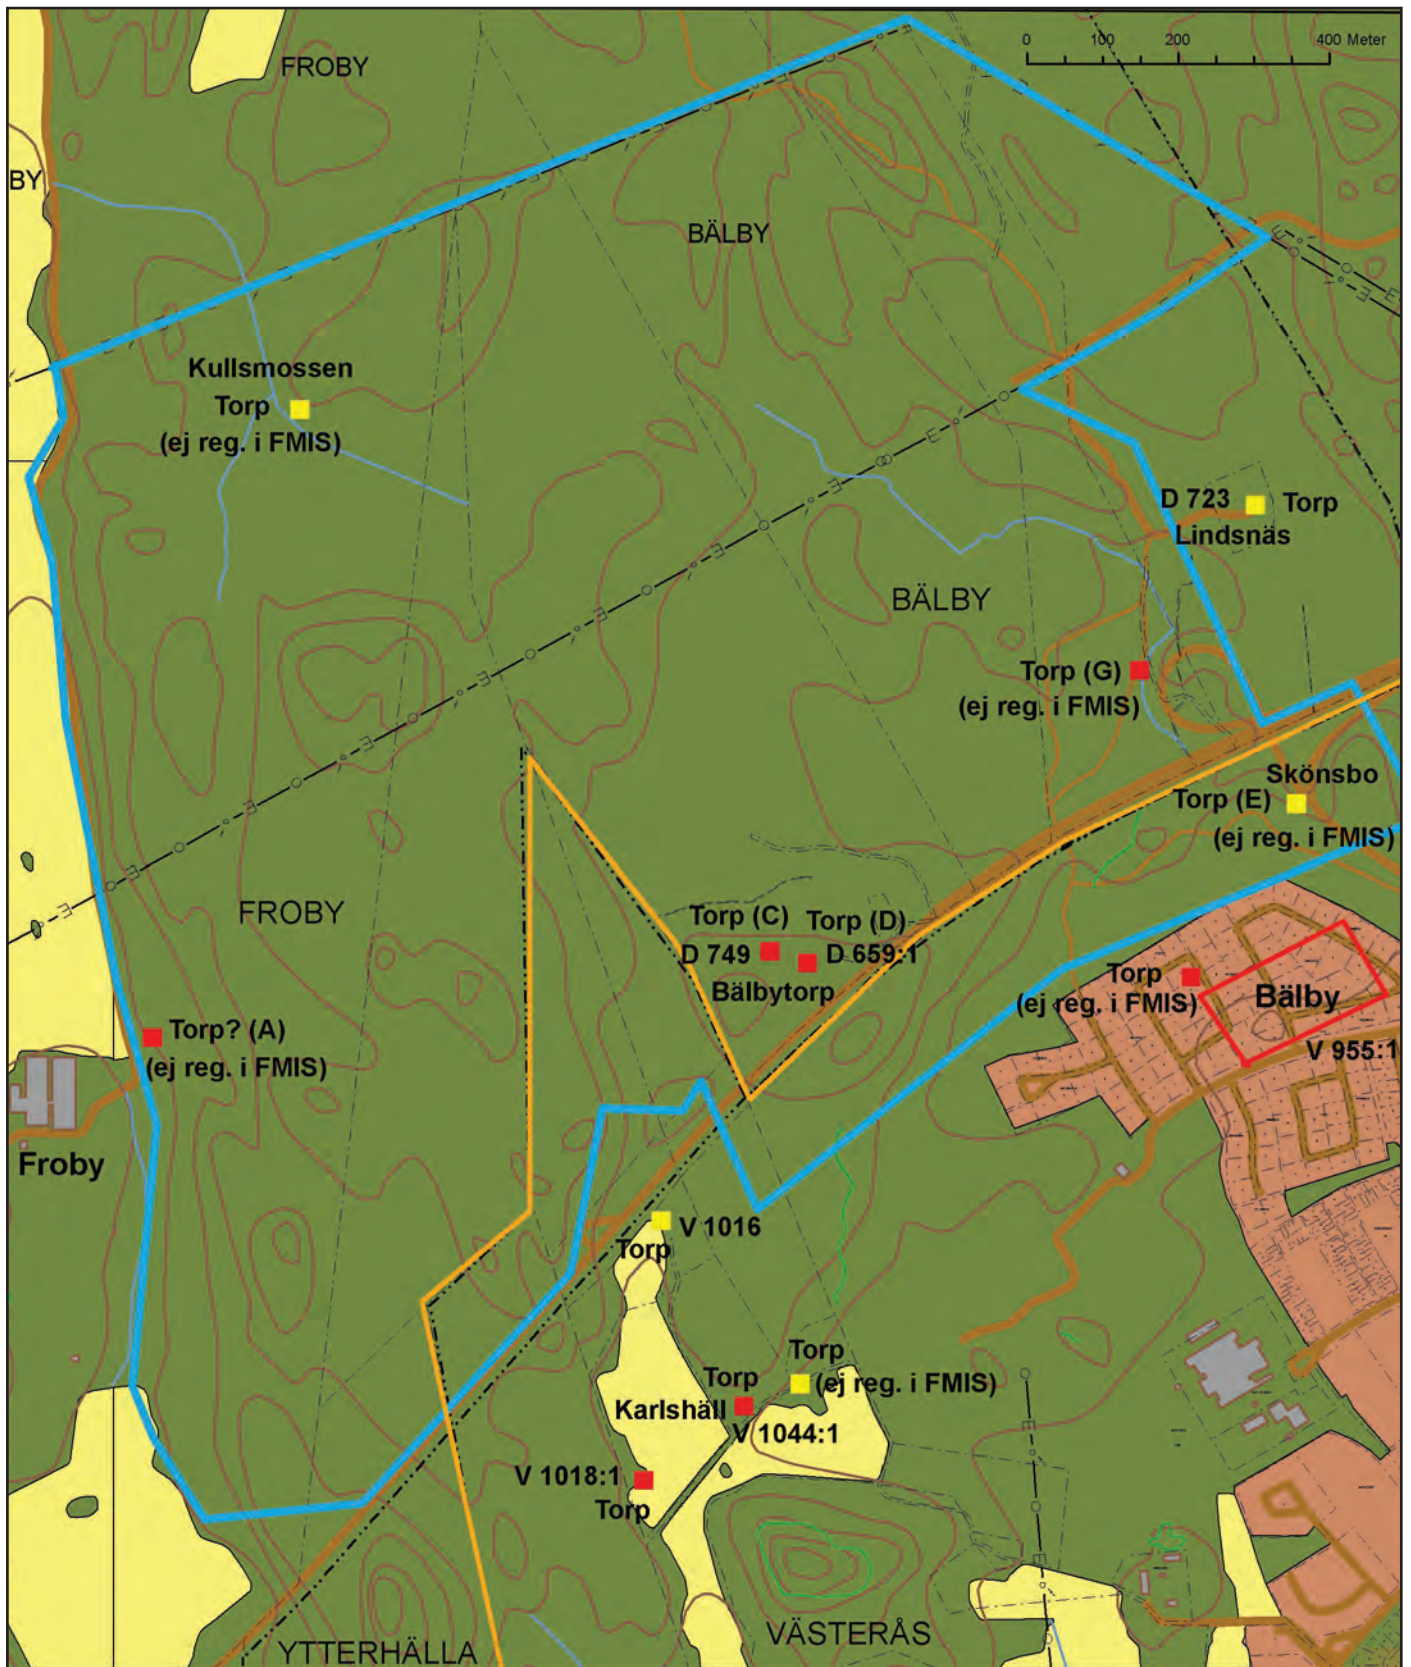 FROBY
0
100
200
400 Meter
BY
BÄLBY
Kullsmossen
Torp
(ej reg. i FMIS)
D 723
Torp
Lindsnäs
BÄLBY
Torp (G)
(ej reg. i FMIS)
Skönsbo
Torp (E)
(ej reg. i FMIS)
FROBY
Torp (C)
Torp (D)
D 749
D 659:1
Bälbytorp
Torp
(ej reg. i FMIS)
Bälby
V 955:1
Torp? (A)
(ej reg. i FMIS)
Froby
V 1016
Torp
Torp
(ej reg. i FMIS)
Torp
Karlshäll
V 1044:1
V 1018:1
Torp
VÄSTERÅS
YTTERHÄLLA